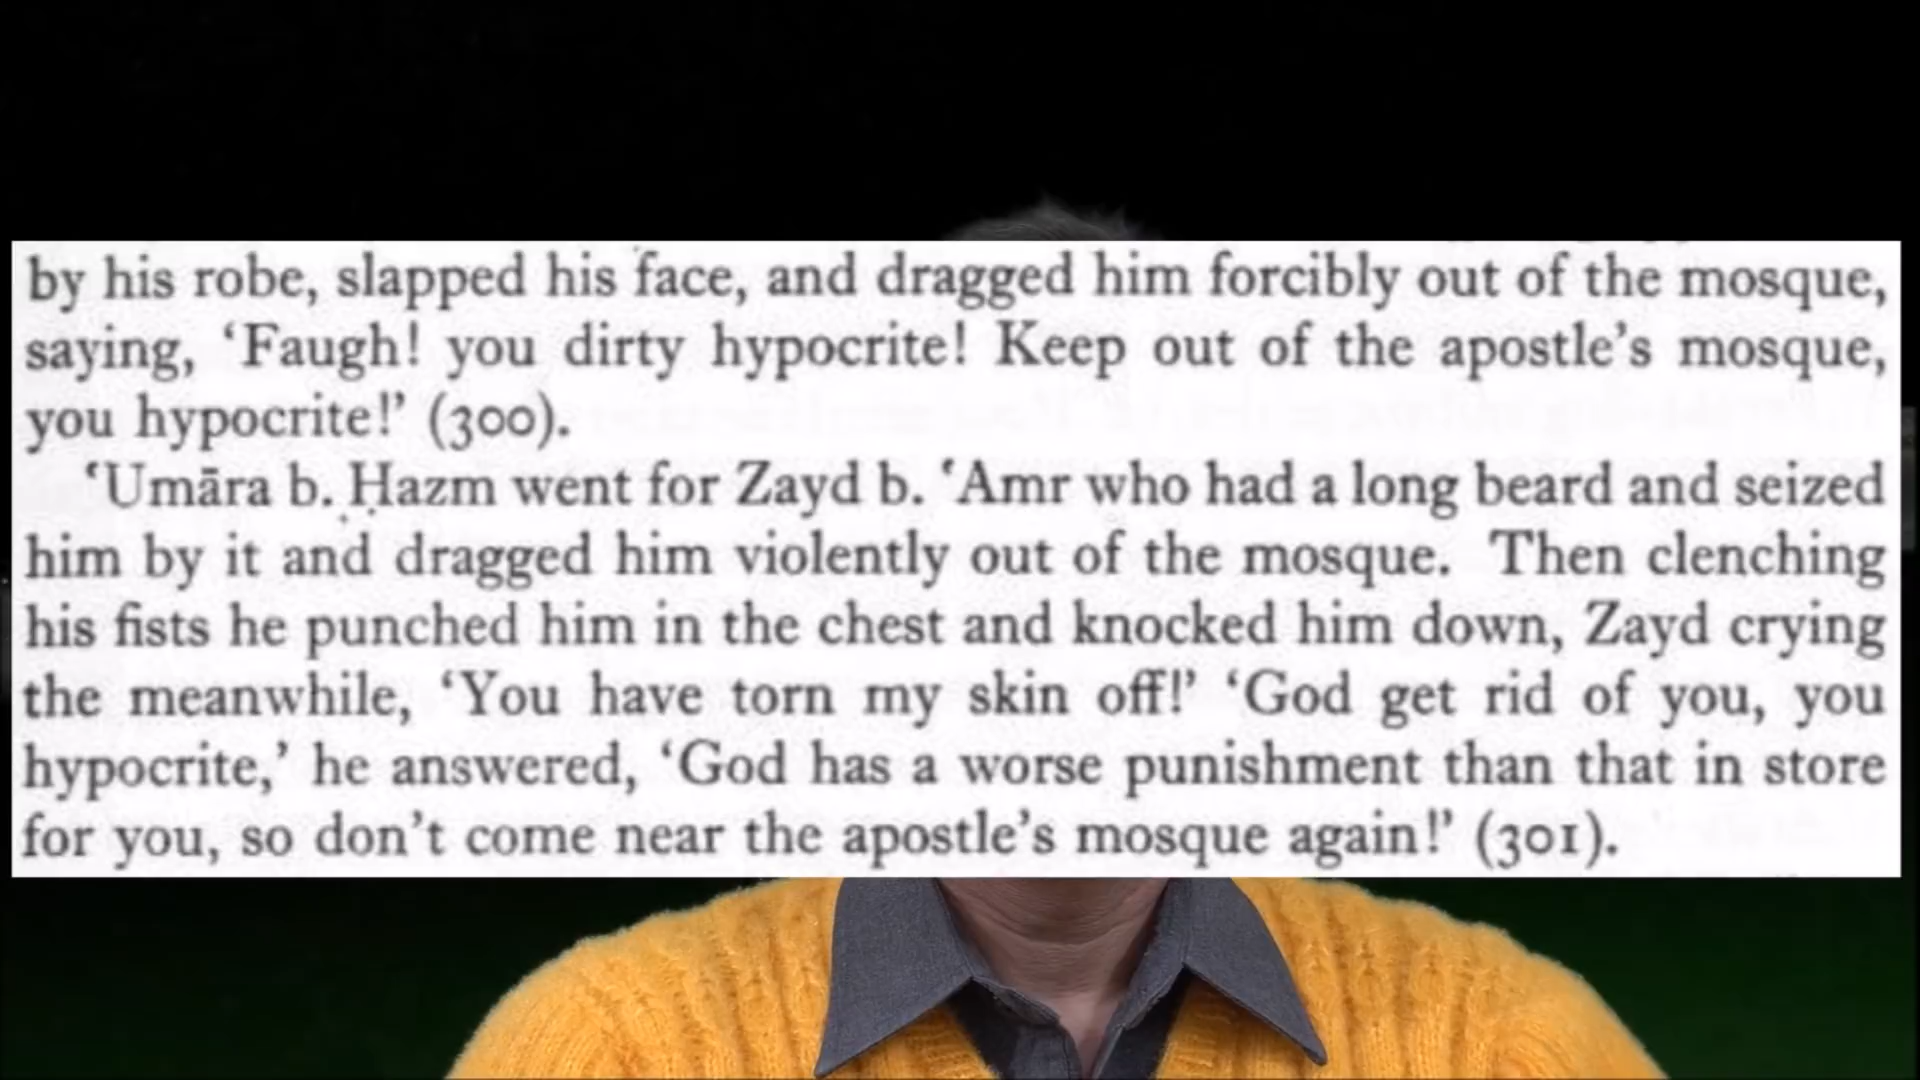 by his robe, slapped his face, and dragged him forcibly out of the mosque,
saying, ‘Faugh! you dirty hypocrite! Keep out of the apostle’s mosque,
you hypocrite!’ (300).
‘Umāra b. Ḥazm went for Zayd b. ‘Amr who had a long beard and seized
him by it and dragged him violently out of the mosque. Then clenching
his fists he punched him in the chest and knocked him down, Zayd crying
the meanwhile, ‘You have torn my skin off!’ ‘God get rid of you, you
hypocrite,’ he answered, ‘God has a worse punishment than that in store
for you, so don’t come near the apostle’s mosque again!’ (301).